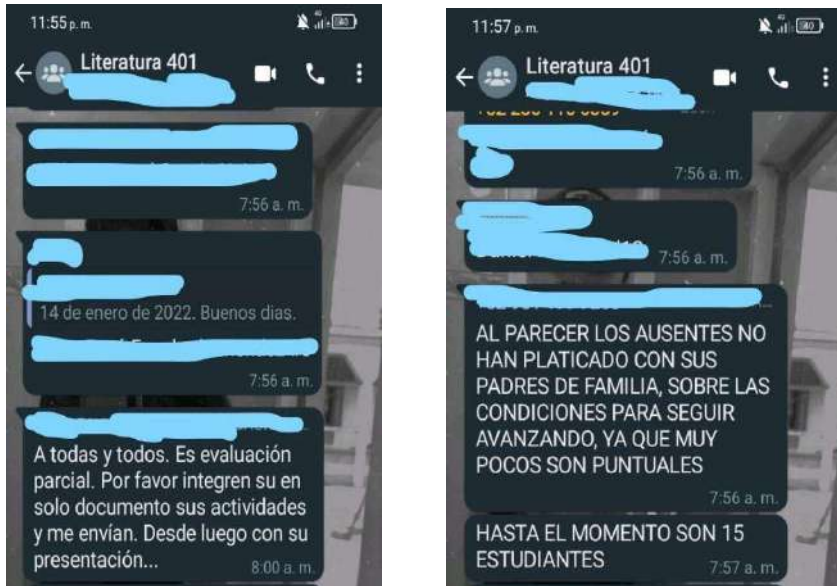 11:55 p. m.
4G
80
Literatura 401
7:56 a. m.
14 de enero de 2022. Buenos dias.
7:56 a. m.
A todas y todos. Es evaluación
parcial. Por favor integren su en
solo documento sus actividades
y me envían. Desde luego con su
presentación...
8:00 a. m.
11:57 p. m.
4G
80
Literatura 401
7:56 a. m.
7:56 a. m.
AL PARECER LOS AUSENTES NO
HAN PLATICADO CON SUS
PADRES DE FAMILIA, SOBRE LAS
CONDICIONES PARA SEGUIR
AVANZANDO, YA QUE MUY
POCOS SON PUNTUALES
7:56 a. m.
HASTA EL MOMENTO SON 15
ESTUDIANTES
7:57 a. m.